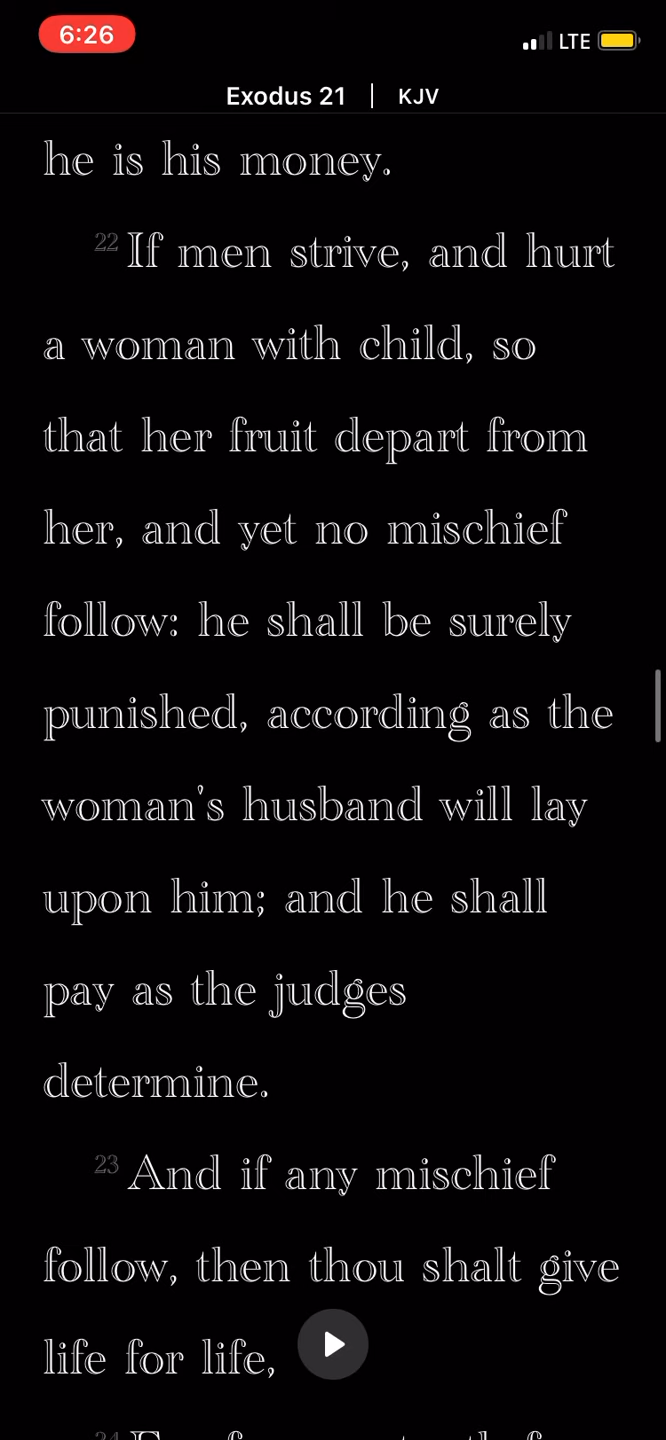 6:26
LTE
Exodus 21 | KJV
he is his money.
22 If men strive, and hurt
a woman with child, so
that her fruit depart from
her, and yet no mischief
follow: he shall be surely
punished, according as the
woman's husband will lay
upon him; and he shall
pay as the judges
determine.
23 And if any mischief
follow, then thou shalt give
life for life,